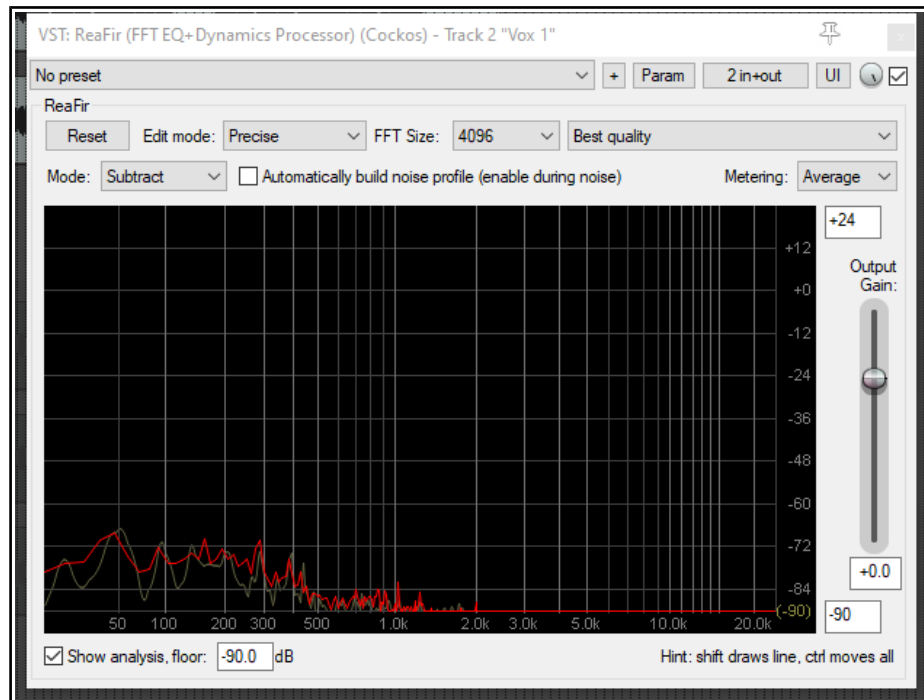 VST: ReaFir (FFT EQ+Dynamics Processor) (Cockos) - Track 2 "Vox 1"
No preset + Param 2 in+out UI
ReaFir
Reset Edit mode: Precise FFT Size: 4096 Best quality
Mode: Subtract Automatically build noise profile (enable during noise) Metering: Average
+24
+12
Output
Gain:
+0
-12
-24
-36
-48
-60
-72
+0.0
-84
(-90) -90
50 100 200 300 500 1.0k 2.0k 3.0k 5.0k 10.0k 20.0k
Show analysis, floor: -90.0 dB Hint: shift draws line, ctrl moves all